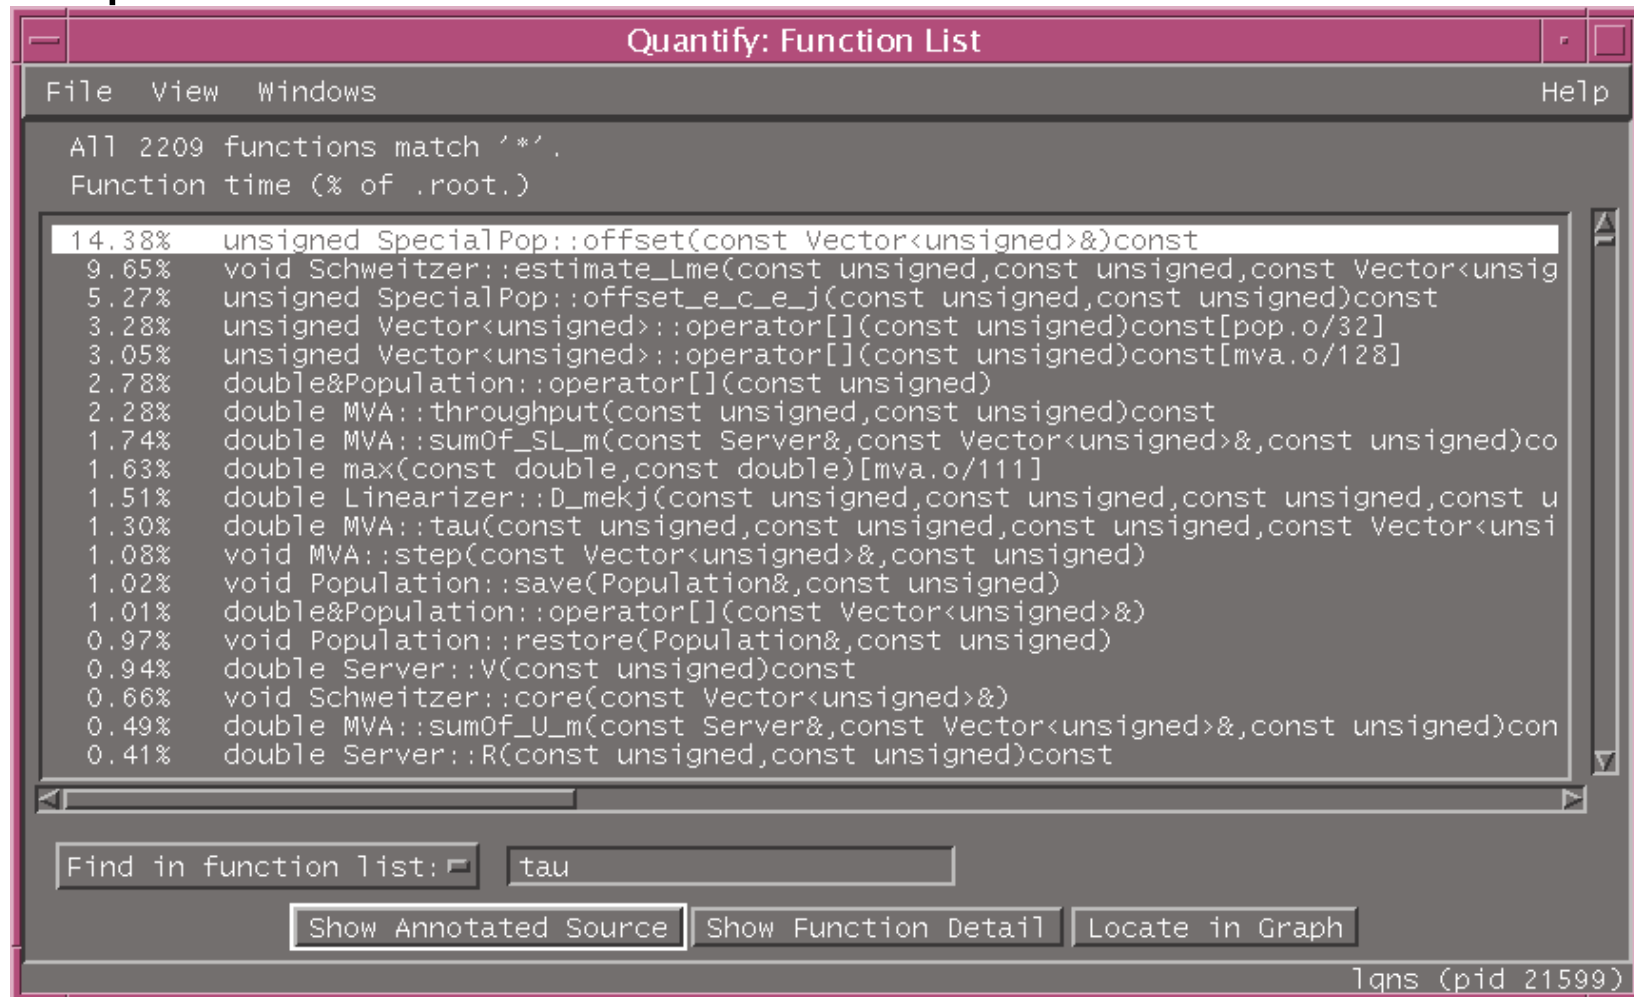 Quantify: Function List
File View Windows Help
All 2209 functions match '*'.
Function time (% of .root.)
14.38% unsigned SpecialPop::offset(const Vector<unsigned>&)const
9.65% void Schweitzer::estimate_Lme(const unsigned,const unsigned,const Vector<unsig
5.27% unsigned SpecialPop::offset_e_c_e_j(const unsigned,const unsigned)const
3.28% unsigned Vector<unsigned>::operator[](const unsigned)const[pop.o/32]
3.05% unsigned Vector<unsigned>::operator[](const unsigned)const[mva.o/128]
2.78% double&Population::operator[](const unsigned)
2.28% double MVA::throughput(const unsigned,const unsigned)const
1.74% double MVA::sumOf_SL_m(const Server&,const Vector<unsigned>&,const unsigned)co
1.63% double max(const double,const double)[mva.o/111]
1.51% double Linearizer::D_mekj(const unsigned,const unsigned,const unsigned,const u
1.30% double MVA::tau(const unsigned,const unsigned,const unsigned,const Vector<unsi
1.08% void MVA::step(const Vector<unsigned>&,const unsigned)
1.02% void Population::save(Population&,const unsigned)
1.01% double&Population::operator[](const Vector<unsigned>&)
0.97% void Population::restore(Population&,const unsigned)
0.94% double Server::V(const unsigned)const
0.66% void Schweitzer::core(const Vector<unsigned>&)
0.49% double MVA::sumOf_U_m(const Server&,const Vector<unsigned>&,const unsigned)con
0.41% double Server::R(const unsigned,const unsigned)const
Find in function list: tau
Show Annotated Source Show Function Detail Locate in Graph
lqns (pid 21599)